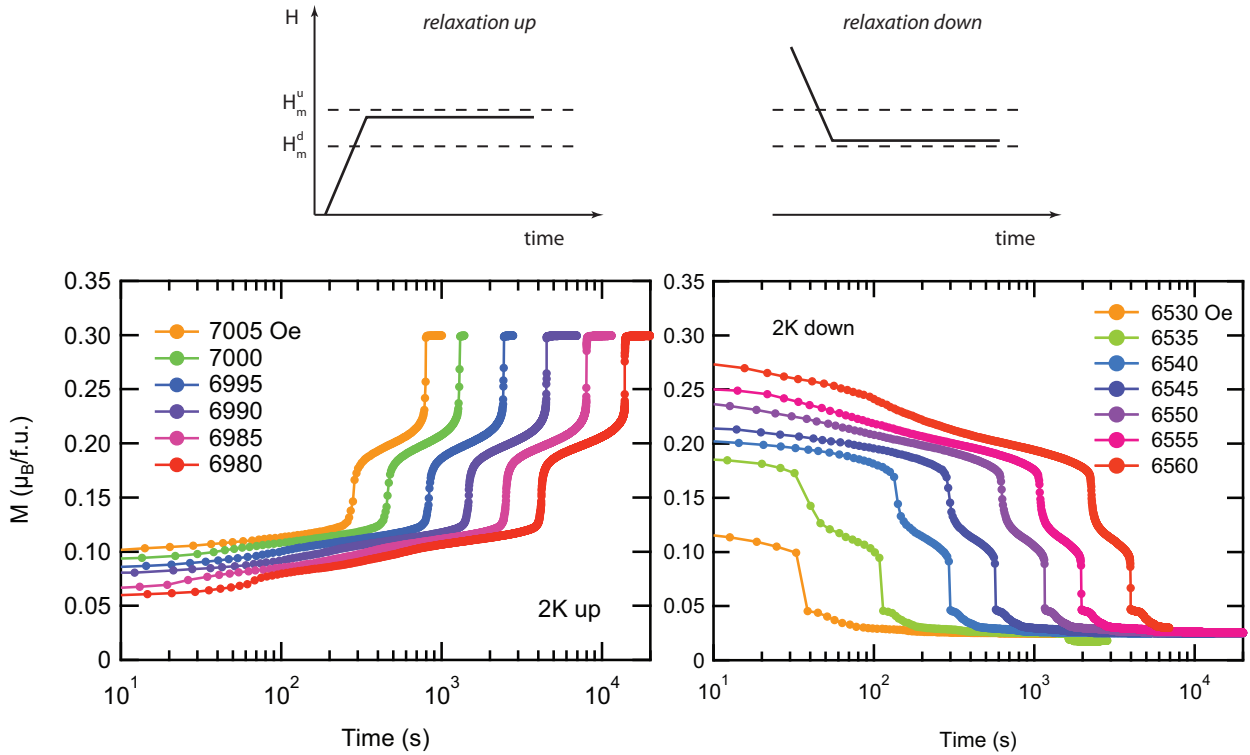 H
relaxation up
relaxation down
H_m^u
H_m^d
time
time
0.35
0.30
0.25
0.20
0.15
0.10
0.05
0
M (μ_B/f.u.)
7005 Oe
7000
6995
6990
6985
6980
2K up
10^1
10^2
10^3
10^4
Time (s)
0.35
0.30
0.25
0.20
0.15
0.10
0.05
0
2K down
6530 Oe
6535
6540
6545
6550
6555
6560
10^1
10^2
10^3
10^4
Time (s)